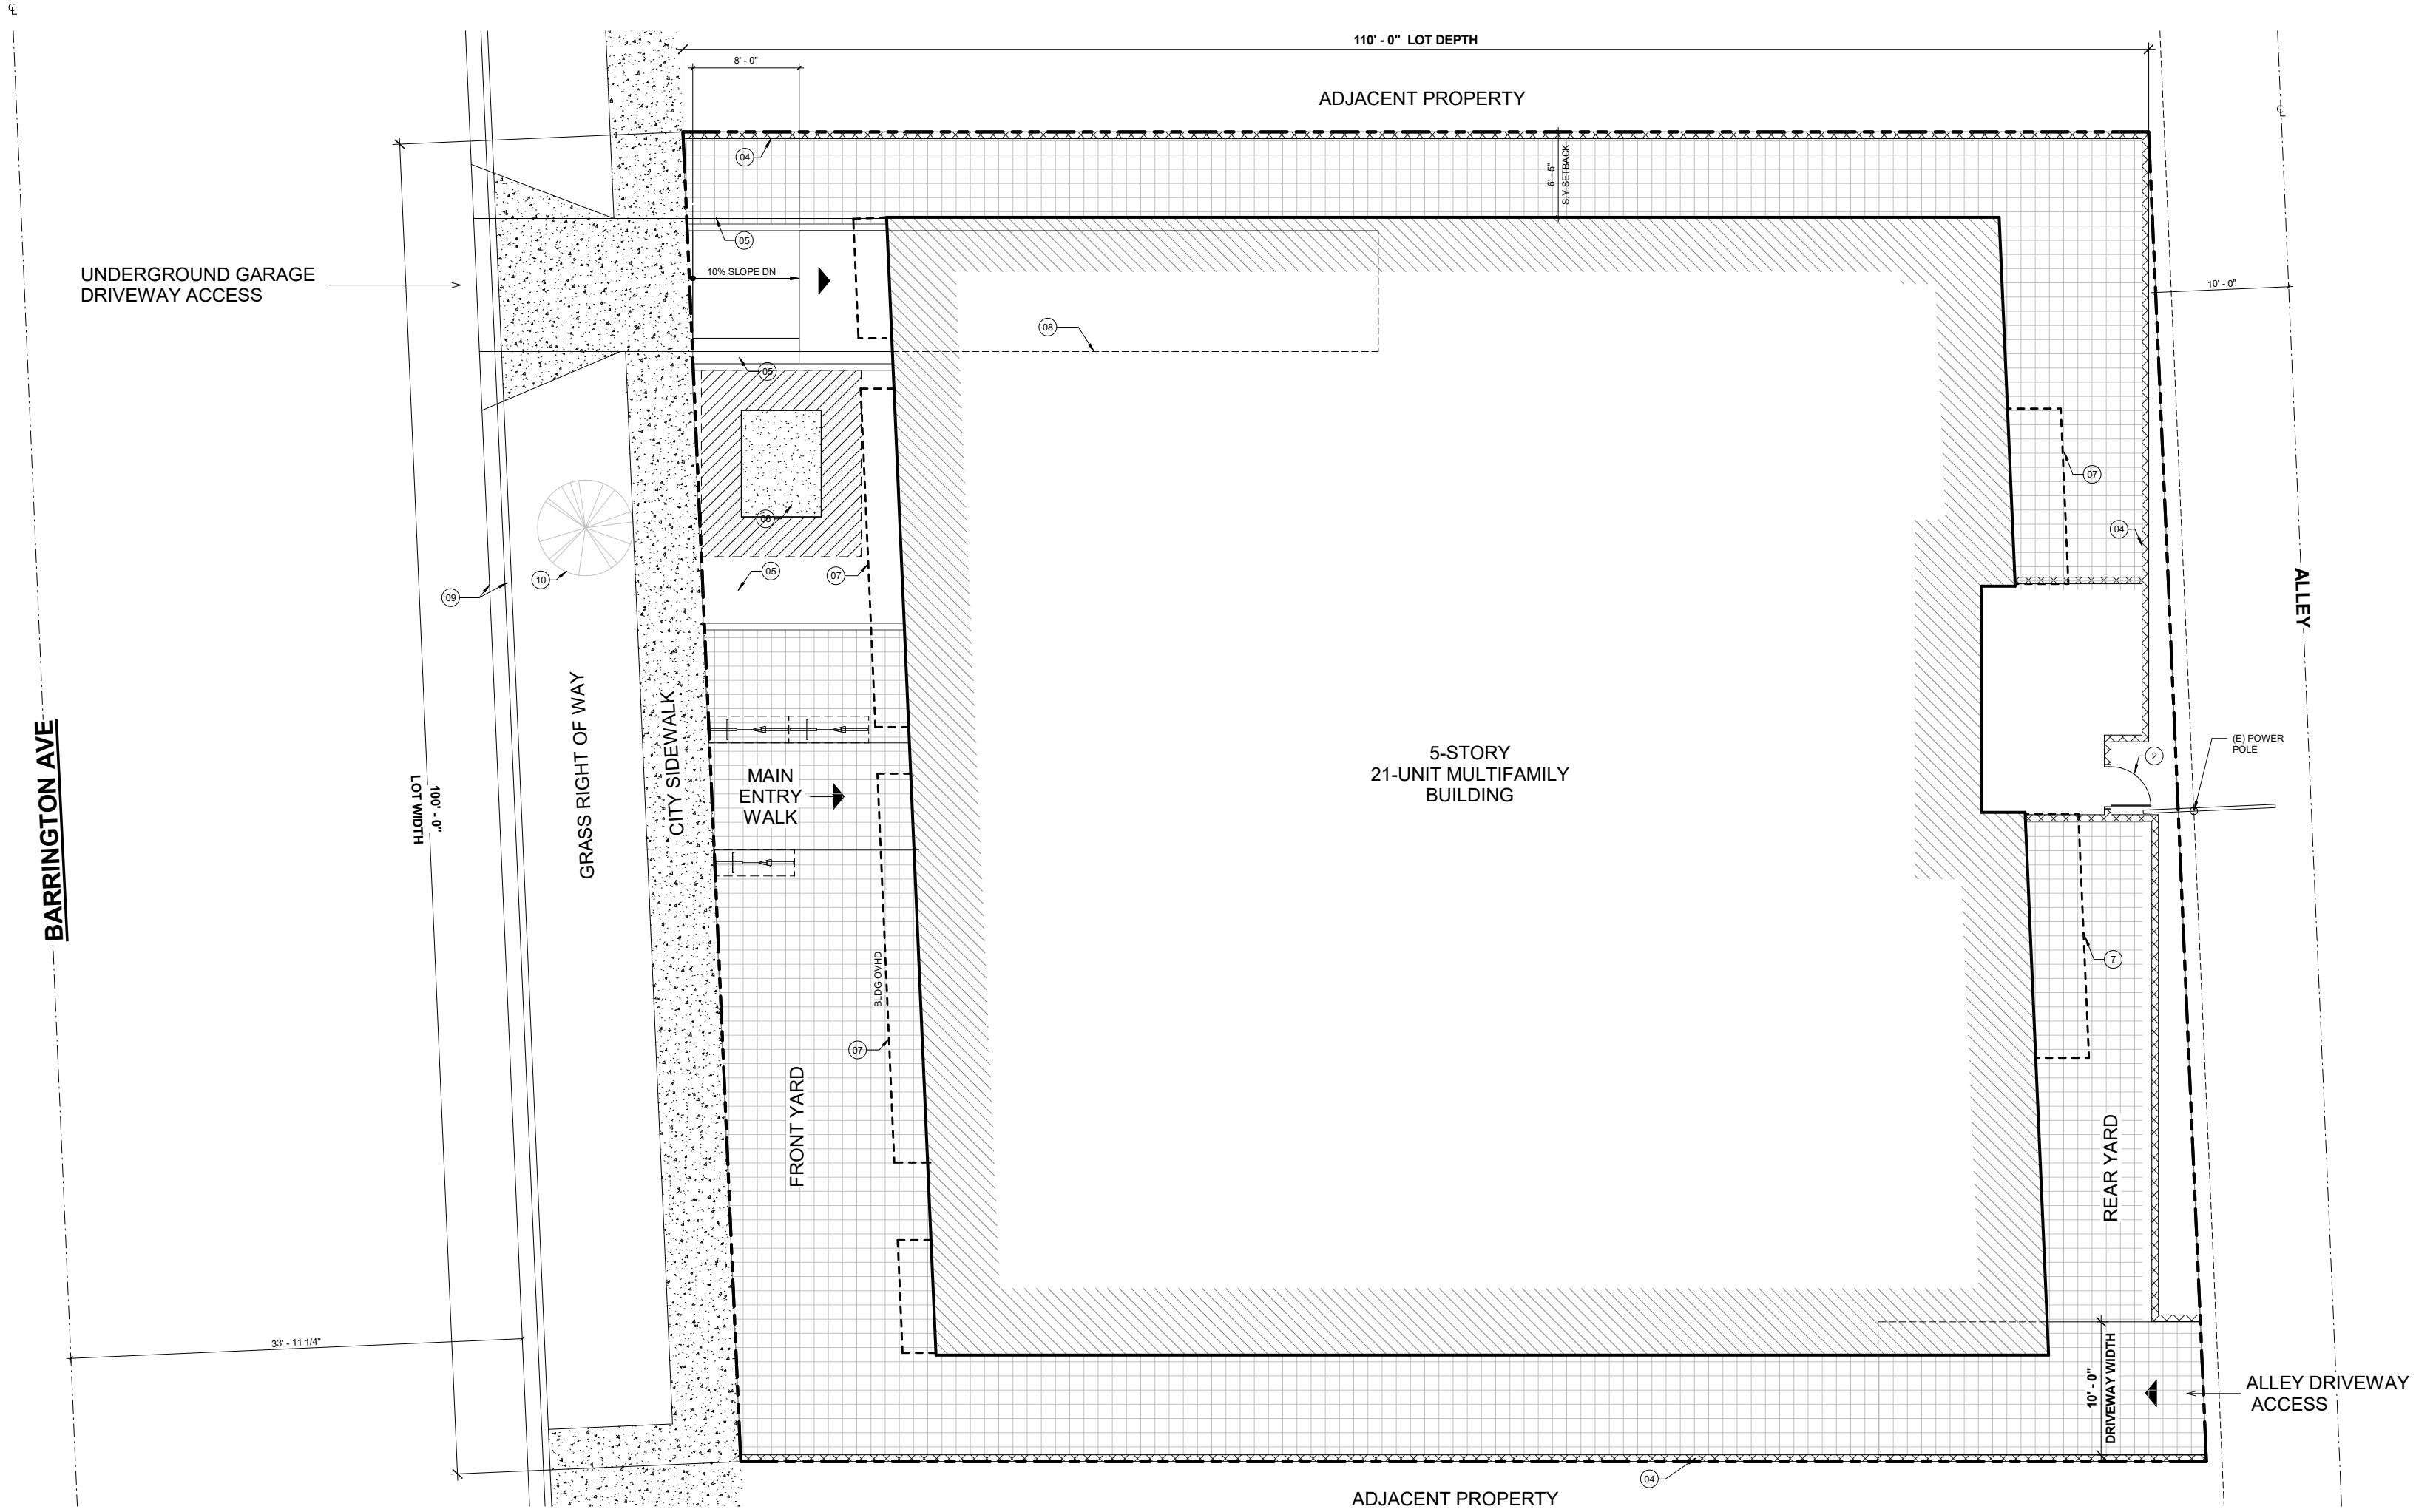 ℄
110' - 0" LOT DEPTH
8' - 0"
ADJACENT PROPERTY
℄
04
6' - 5"
S.Y. SETBACK
05
UNDERGROUND GARAGE
DRIVEWAY ACCESS
10% SLOPE DN
10' - 0"
08
05
07
06
04
05
07
10
09
ALLEY
GRASS RIGHT OF WAY
CITY SIDEWALK
BARRINGTON AVE
100' - 0"
LOT WIDTH
MAIN
ENTRY
WALK
5-STORY
21-UNIT MULTIFAMILY
BUILDING
(E) POWER
POLE
2
BLDG OVHD
7
07
FRONT YARD
REAR YARD
33' - 11 1/4"
10' - 0"
DRIVEWAY WIDTH
ALLEY DRIVEWAY
ACCESS
04
ADJACENT PROPERTY